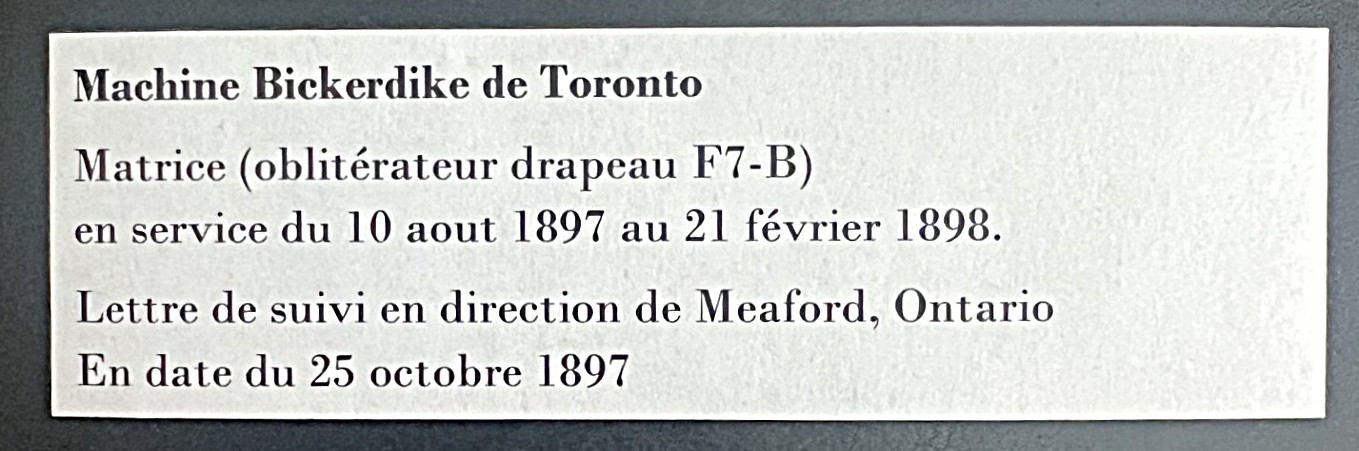 Machine Bickerdike de Toronto
Matrice (oblitérateur drapeau F7-B)
en service du 10 aout 1897 au 21 février 1898.
Lettre de suivi en direction de Meaford, Ontario
En date du 25 octobre 1897